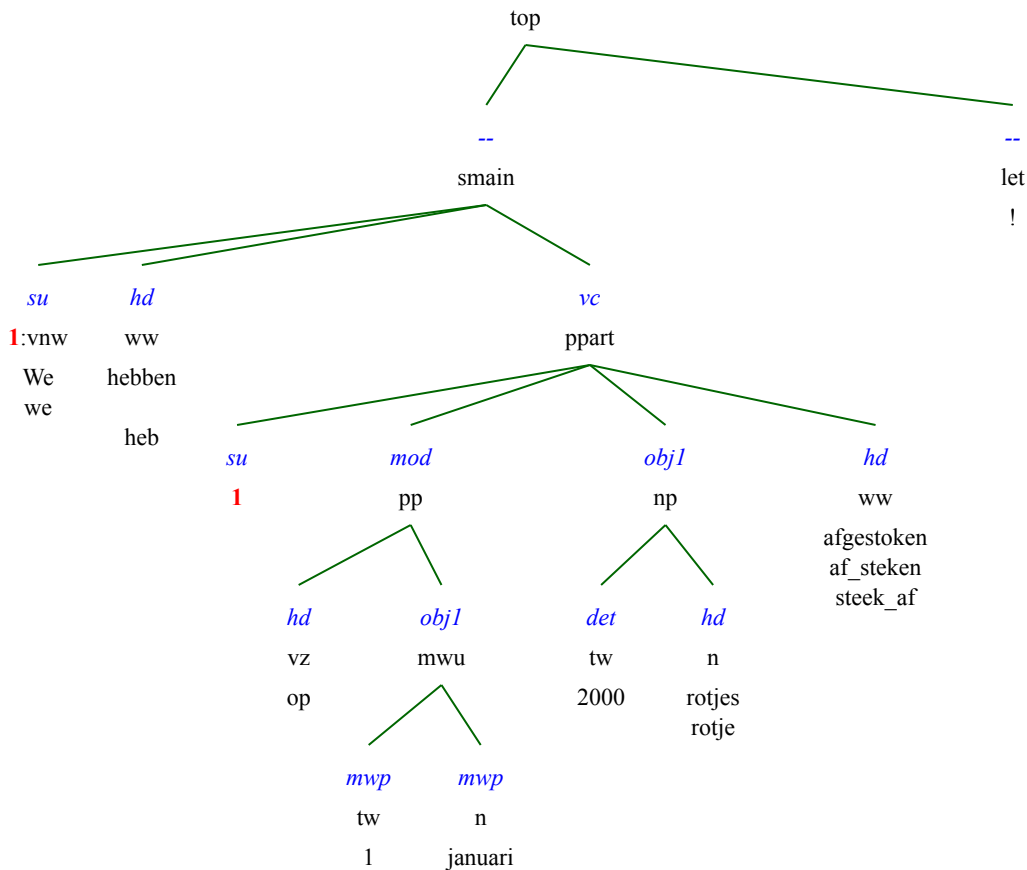 top
-- --
smain let
!
su hd vc
1:vnw ww ppart
We hebben
we
heb
su mod obj1 hd
1 pp np ww
afgestoken
af_steken
steek_af
hd obj1 det hd
vz mwu tw n
op 2000 rotjes
rotje
mwp mwp
tw n
1 januari